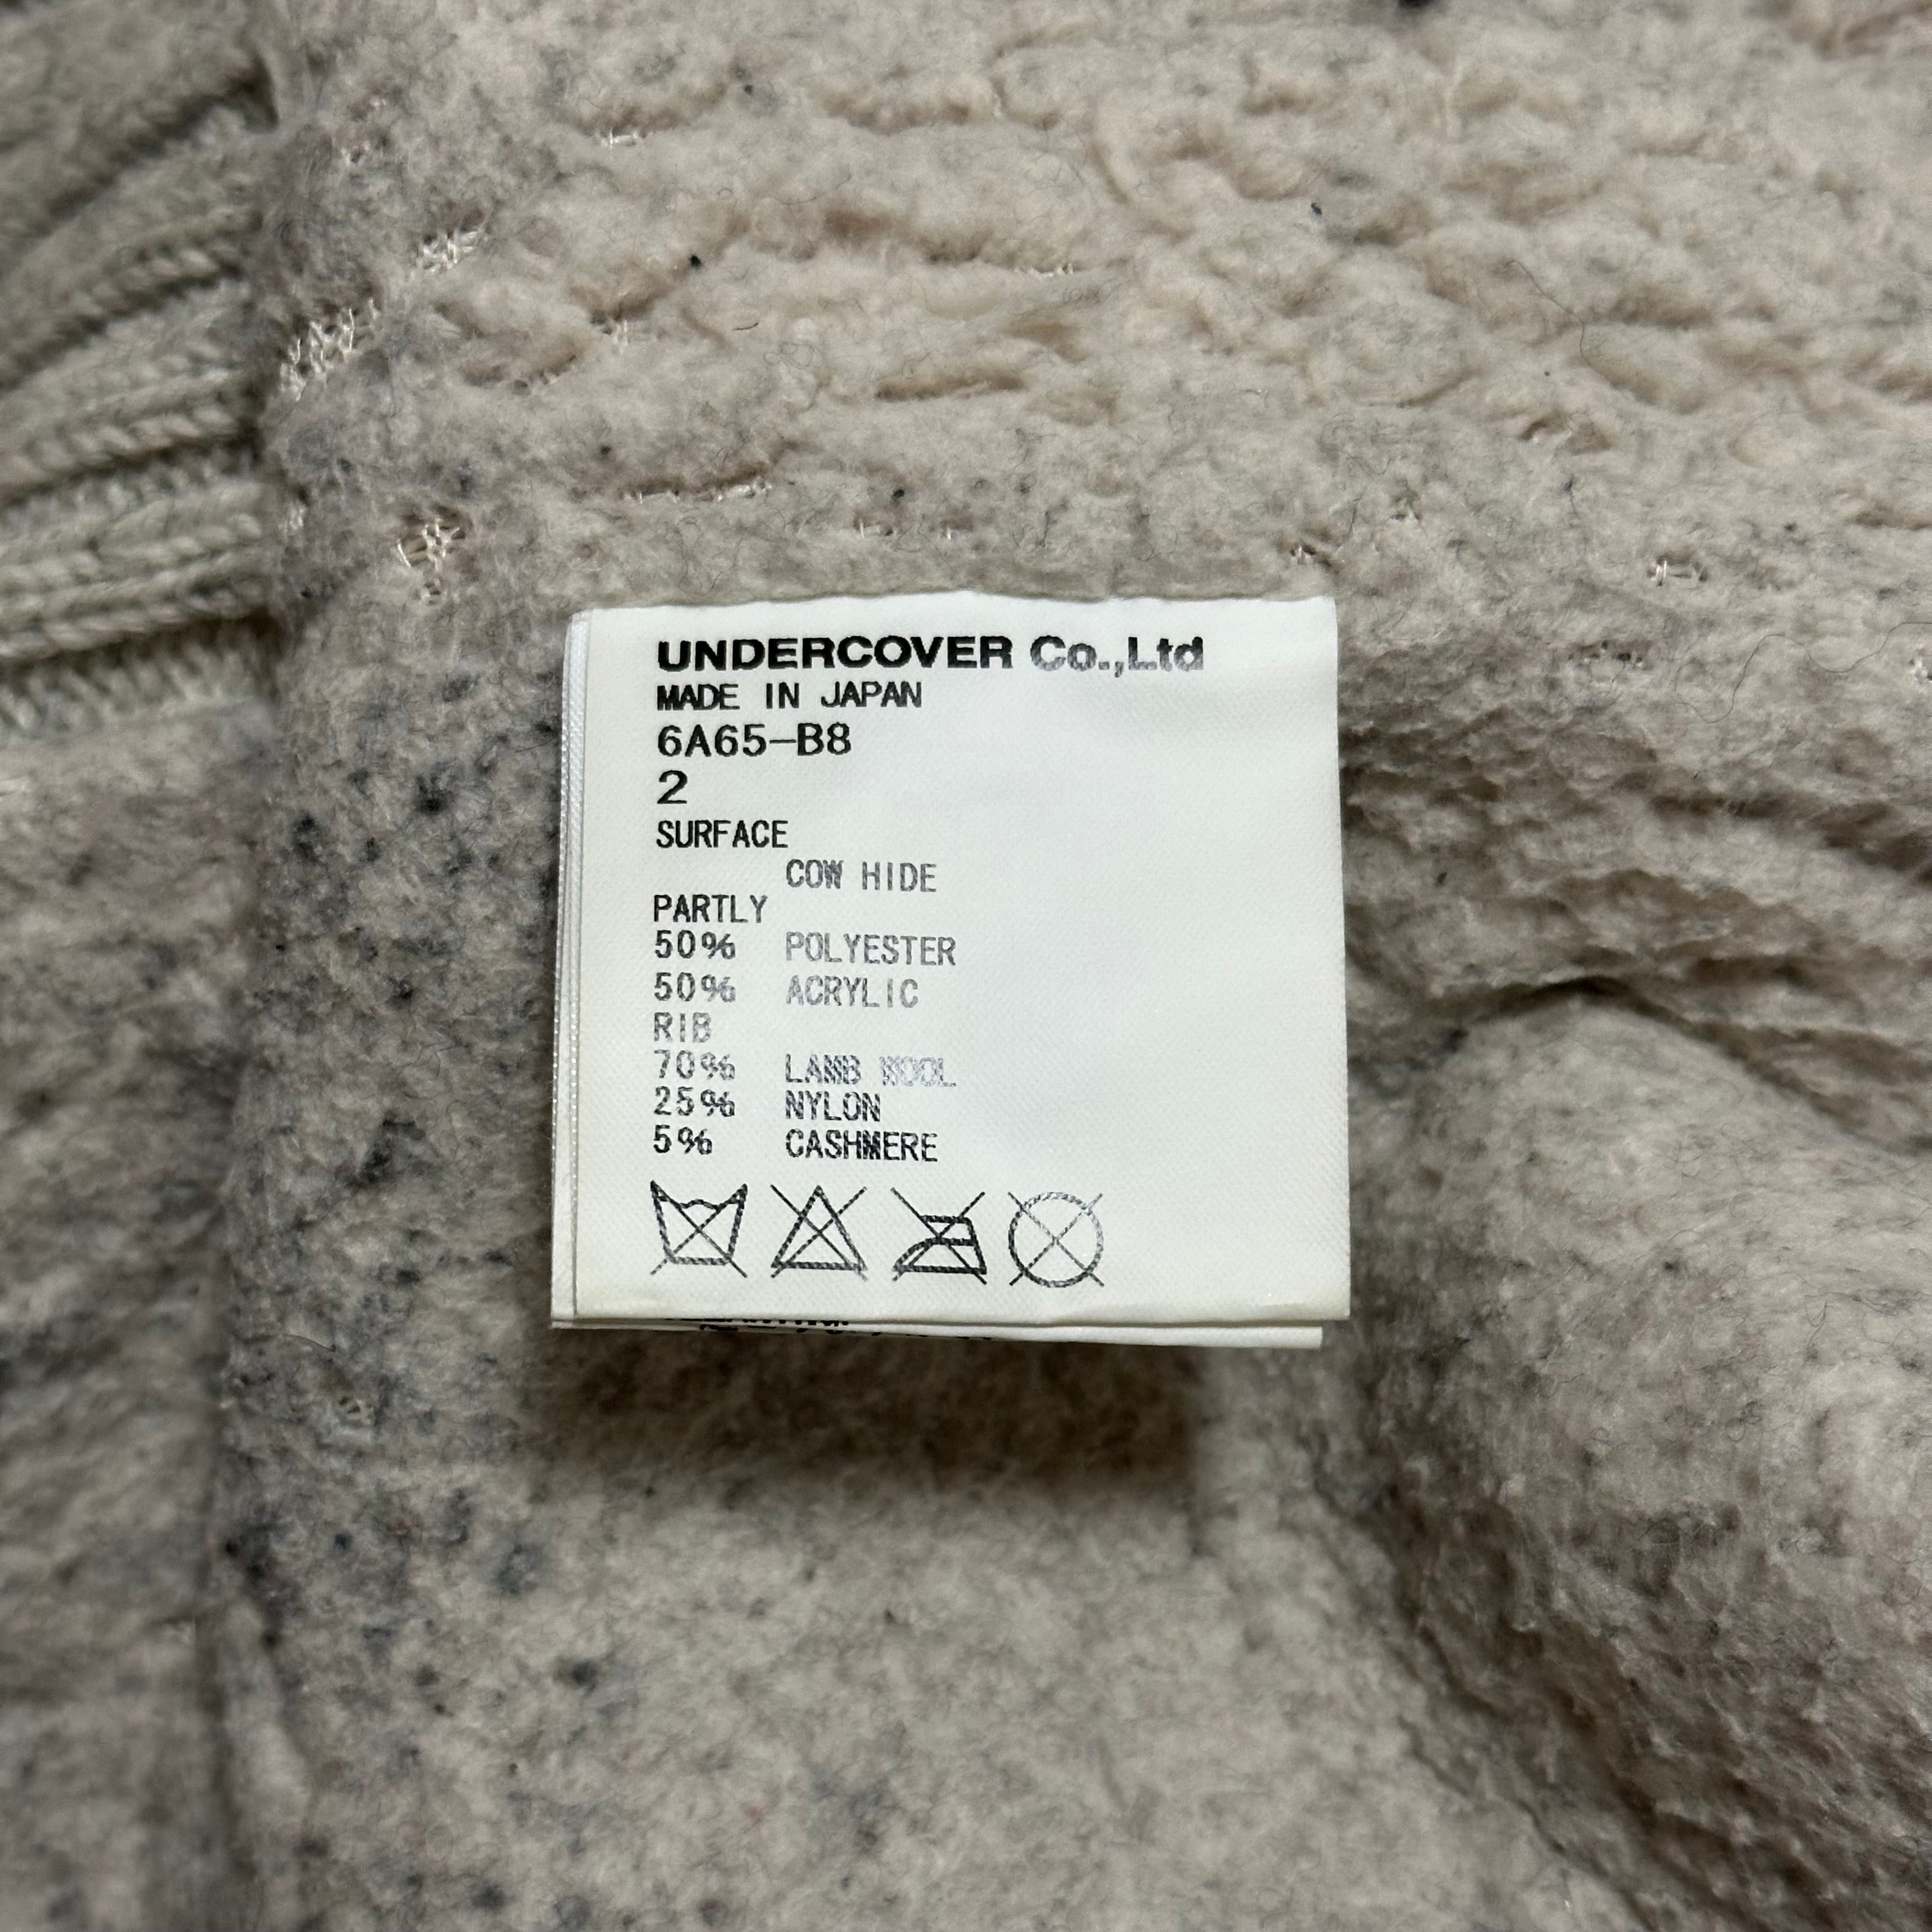 UNDERCOVER Co.,Ltd
MADE IN JAPAN
6A65-B8
2
SURFACE
COW HIDE
PARTLY
50% POLYESTER
50% ACRYLIC
RIB
70% LAMB WOOL
25% NYLON
5% CASHMERE